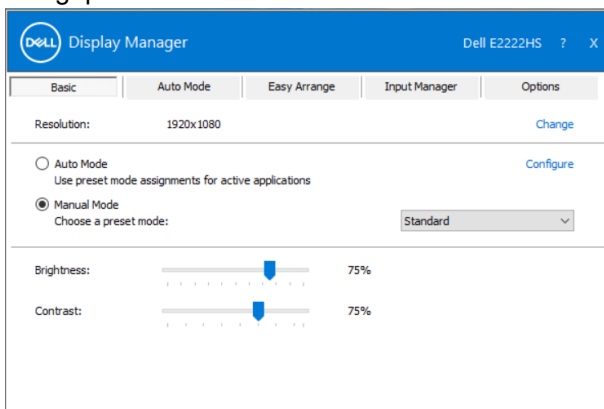 DELL Display Manager Dell E2222HS ? X
Basic Auto Mode Easy Arrange Input Manager Options
Resolution: 1920x1080 Change
Auto Mode Configure
Use preset mode assignments for active applications
Manual Mode
Choose a preset mode: Standard
Brightness: 75%
Contrast: 75%